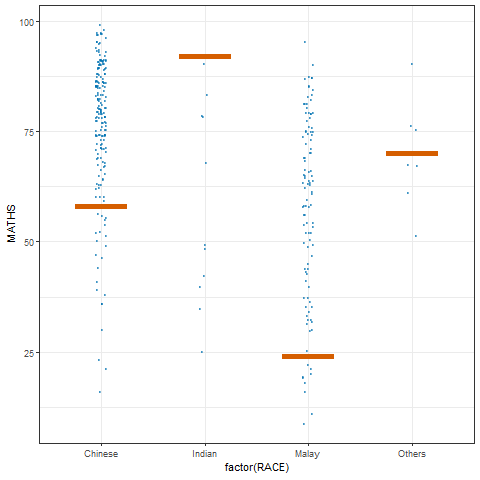 100
75
50
25
MATHS
Chinese
Indian
Malay
Others
factor(RACE)